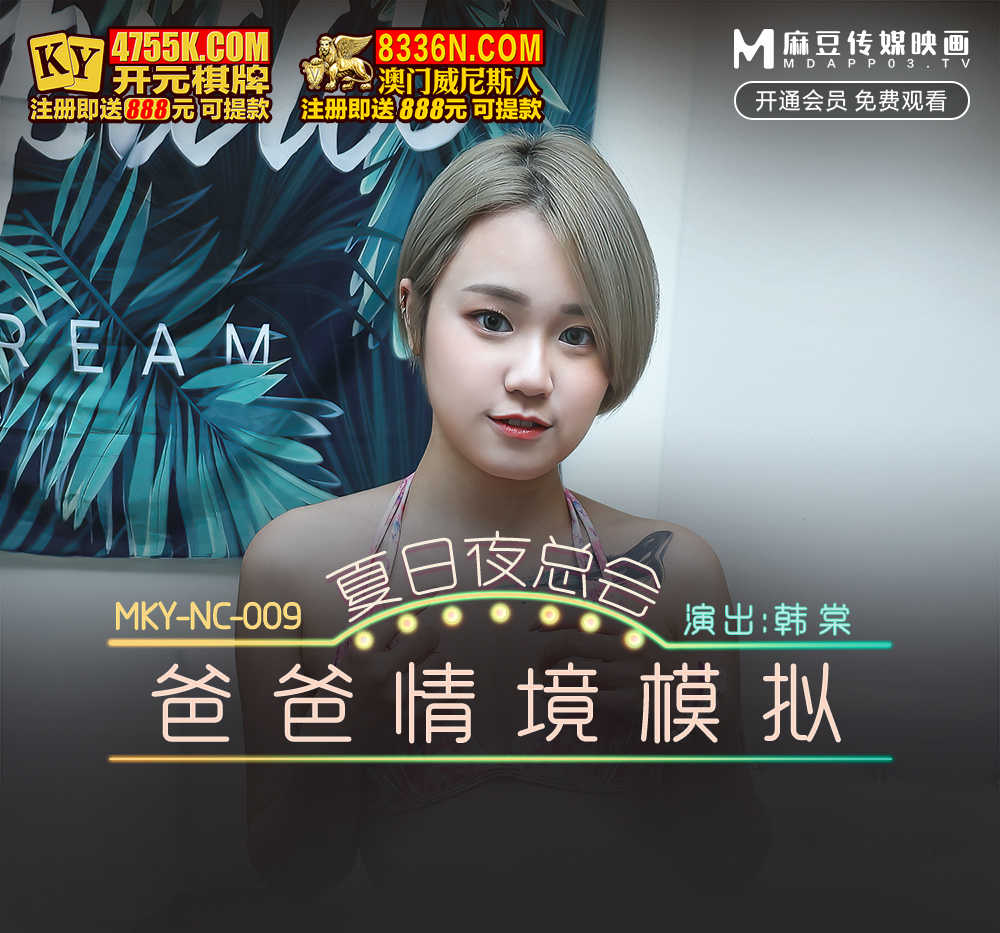 KY
4755K.COM
开元棋牌
注册即送888元 可提款
8336N.COM
澳门威尼斯人
注册即送 888元 可提款
M 麻豆传媒映画
MDAPP03.TV
开通会员 免费观看
REAM
夏日夜总会
MKY-NC-009
演出:韩棠
爸爸情境模拟